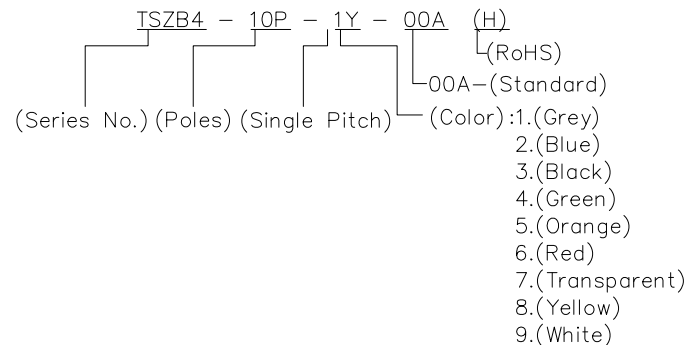 TSZB4 - 10P - 1Y - 00A (H)
(RoHS)
00A-(Standard)
(Series No.) (Poles) (Single Pitch) (Color):1.(Grey)
2.(Blue)
3.(Black)
4.(Green)
5.(Orange)
6.(Red)
7.(Transparent)
8.(Yellow)
9.(White)